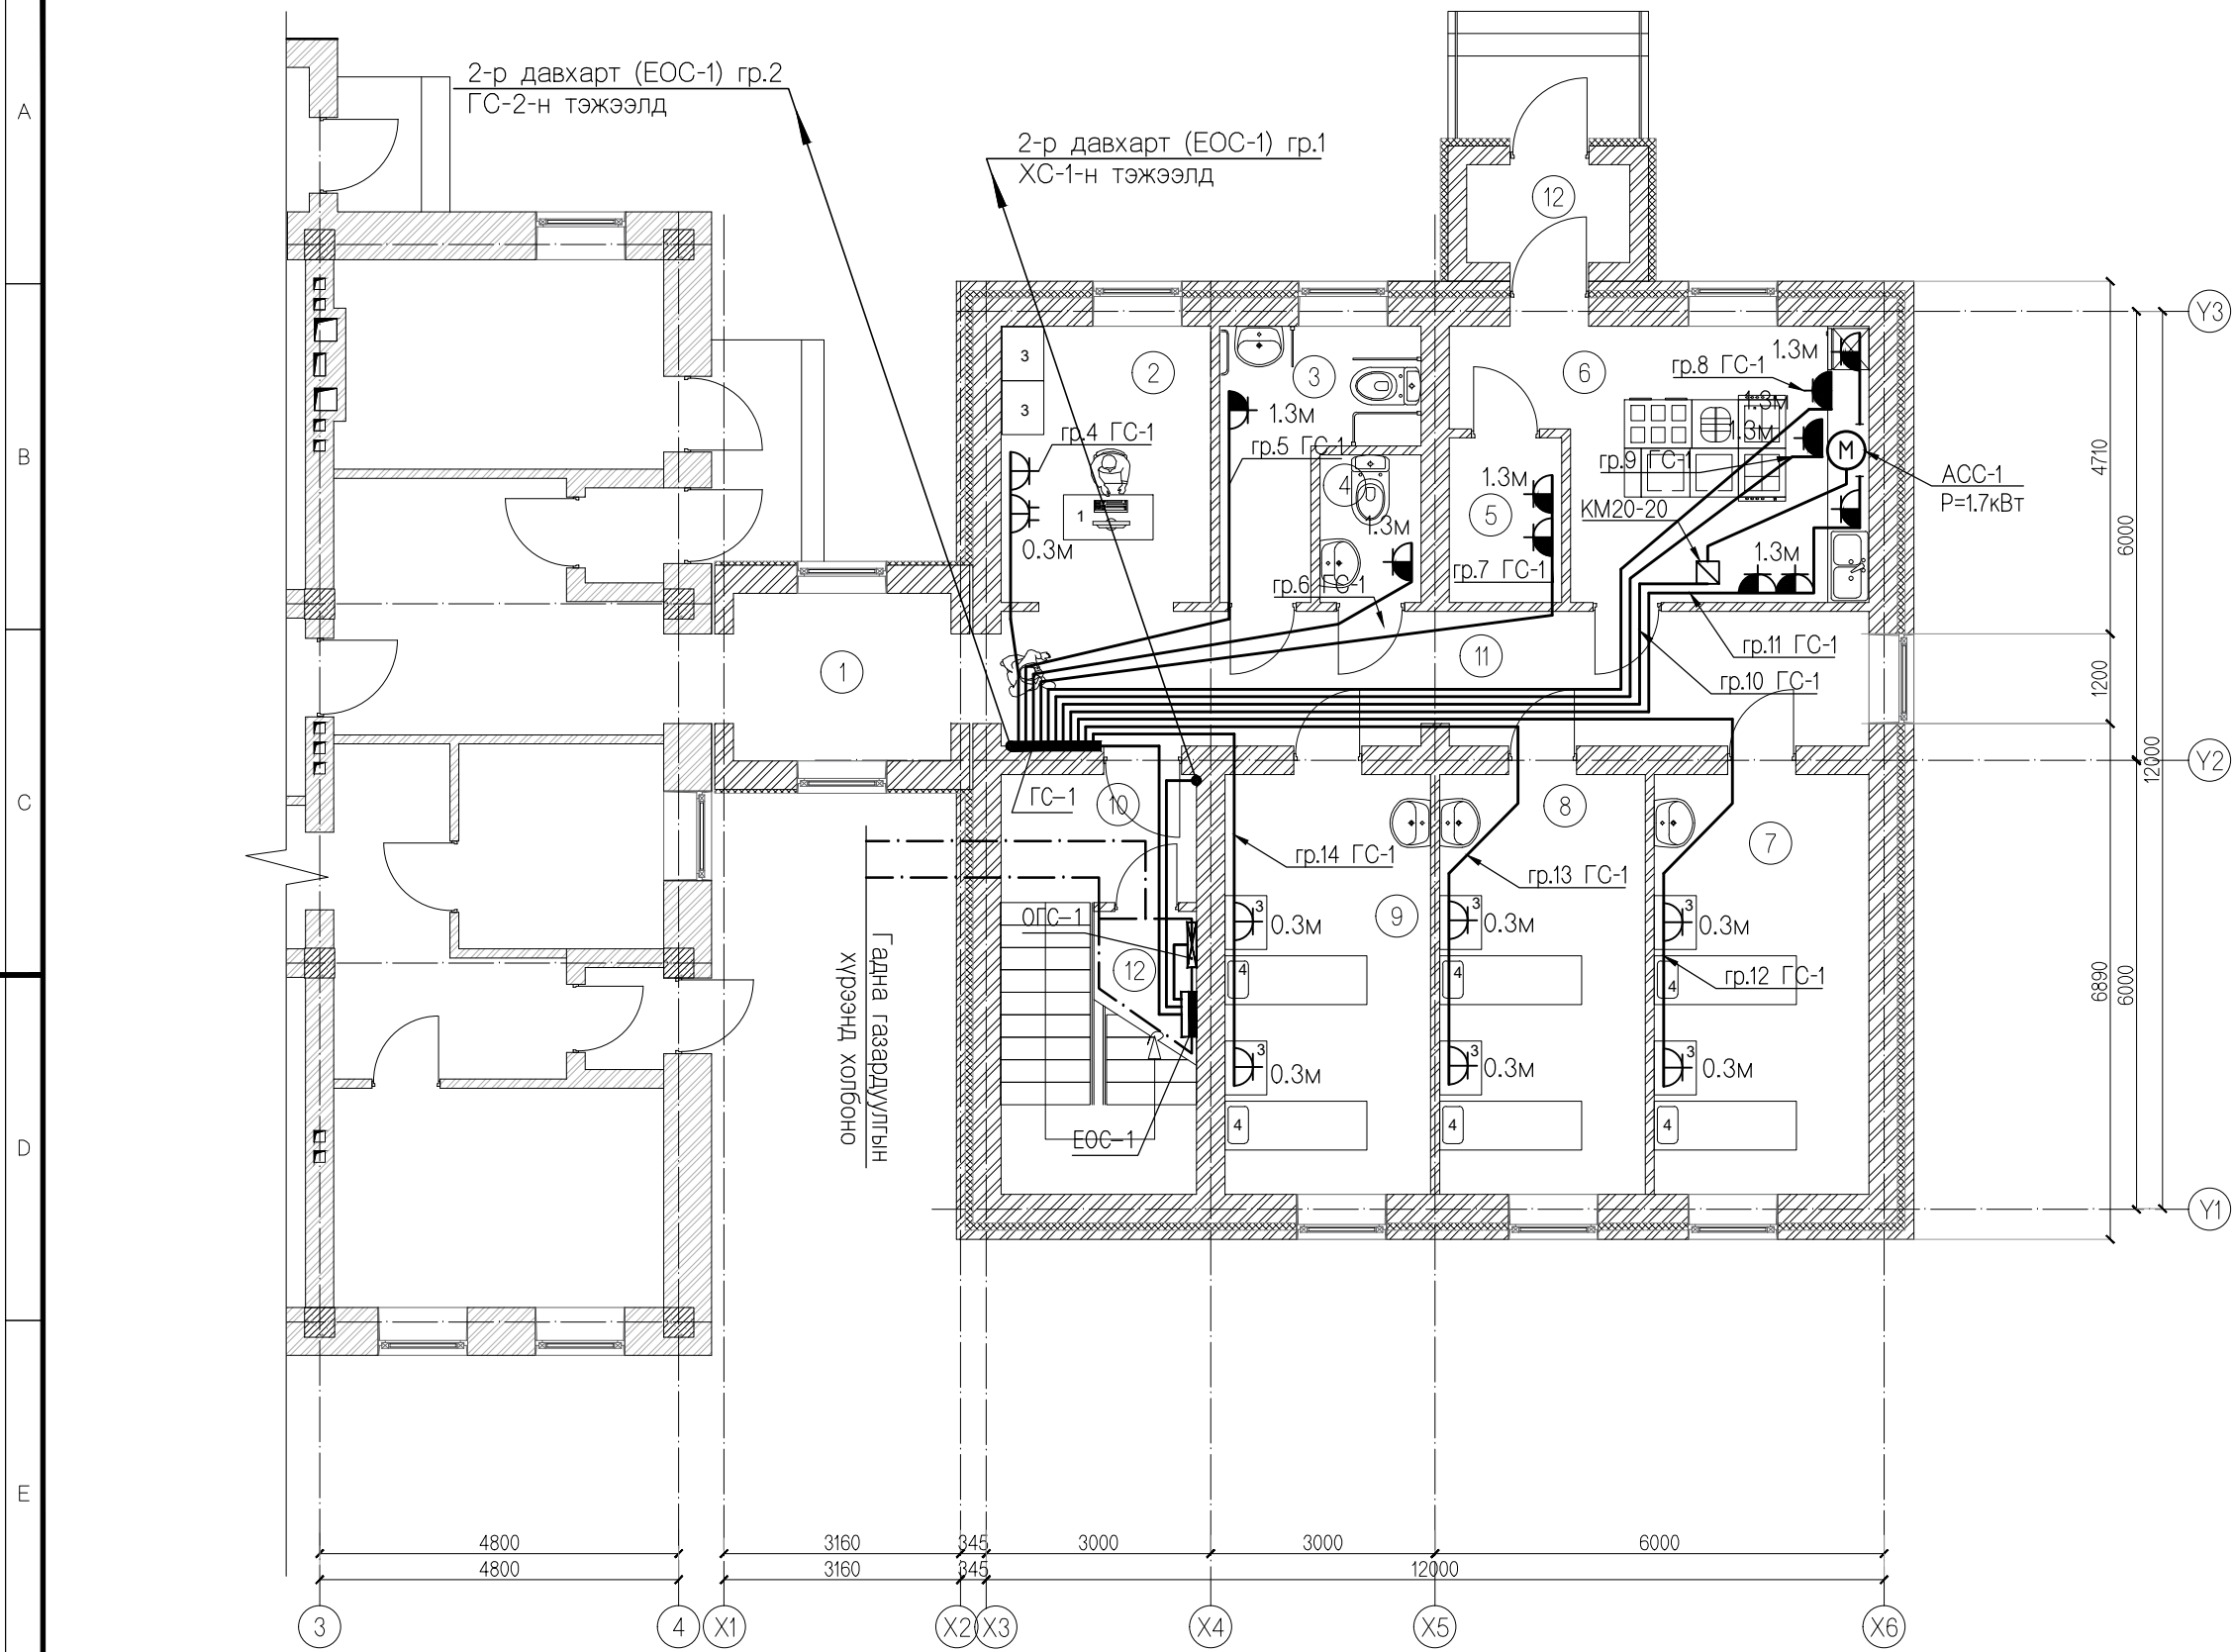 A
B
C
D
E
2-р давхарт (ЕОС-1) гр.2
ГС-2-н тэжээлд
2-р давхарт (ЕОС-1) гр.1
ХС-1-н тэжээлд
12
2
3
3
3
гр.4 ГС-1
1
0.3м
3
1.3м
гр.5 ГС-1
4
1.3м
гр.6 ГС-1
6
1.3м
гр.8 ГС-1
1.3м
1.3м
гр.9 ГС-1
М
АСС-1
Р=1.7кВт
КМ20-20
1.3м
5
гр.7 ГС-1
1.3м
1
11
гр.11 ГС-1
гр.10 ГС-1
ГС-1
10
ОГС-1
12
ЕОС-1
Гадна газардуулгын
хүрээнд холбоно
гр.14 ГС-1
9
3
0.3м
4
3
0.3м
4
8
гр.13 ГС-1
3
0.3м
4
3
0.3м
4
7
3
0.3м
гр.12 ГС-1
4
3
0.3м
4
4710
1200
6890
6000
6000
12000
Y3
Y2
Y1
4800
3160
345
3000
3000
6000
4800
3160
345
12000
3
4
X1
X2
X3
X4
X5
X6